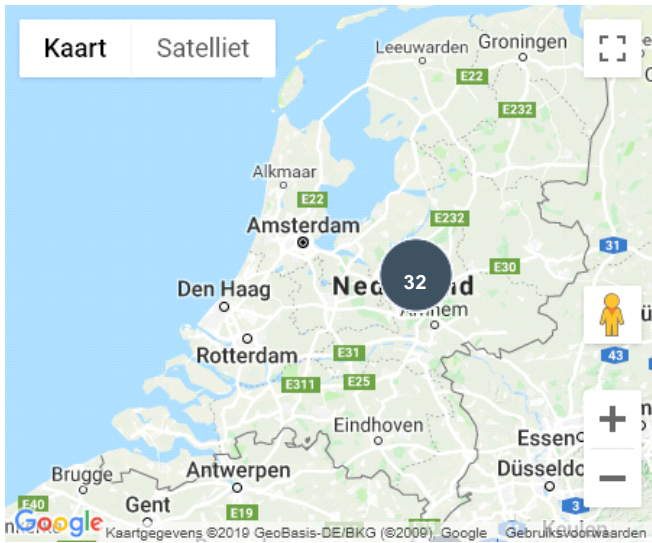 Kaart
Satelliet
Leeuwarden
Groningen
E22
E232
Alkmaar
E22
Amsterdam
E232
31
E30
32
Den Haag
Arnhem
Rotterdam
E31
43
E311
E25
Eindhoven
Essen
Antwerpen
Düsseldo
Brugge
Gent
E40
E19
3
Keulen
Google
Kaartgegevens ©2019 GeoBasis-DE/BKG (©2009), Google
Gebruiksvoorwaarden